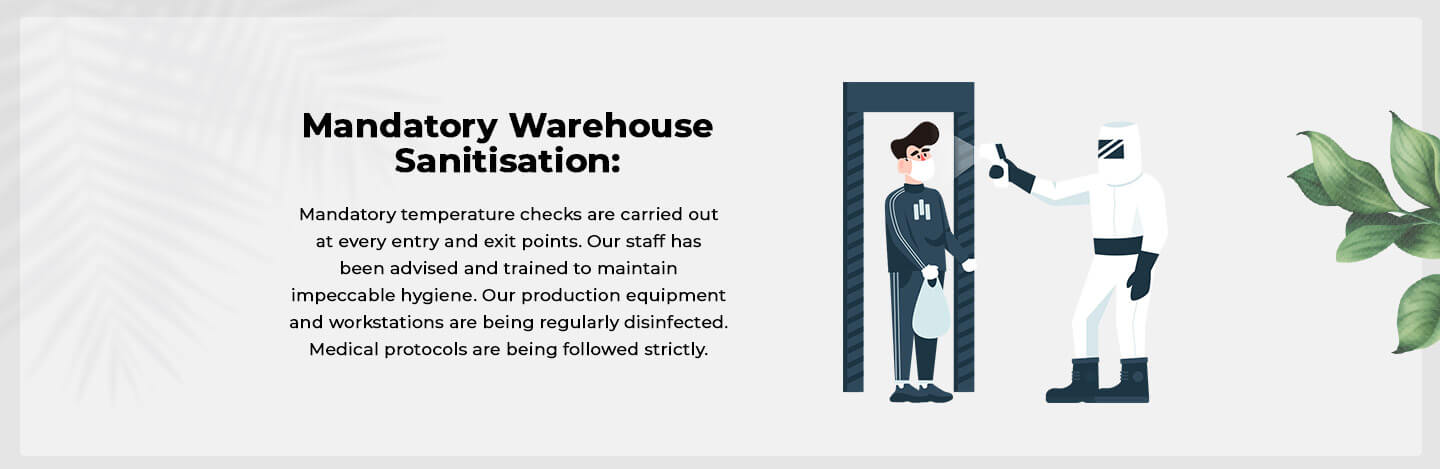 Mandatory Warehouse
Sanitisation:
Mandatory temperature checks are carried out
at every entry and exit points. Our staff has
been advised and trained to maintain
impeccable hygiene. Our production equipment
and workstations are being regularly disinfected.
Medical protocols are being followed strictly.